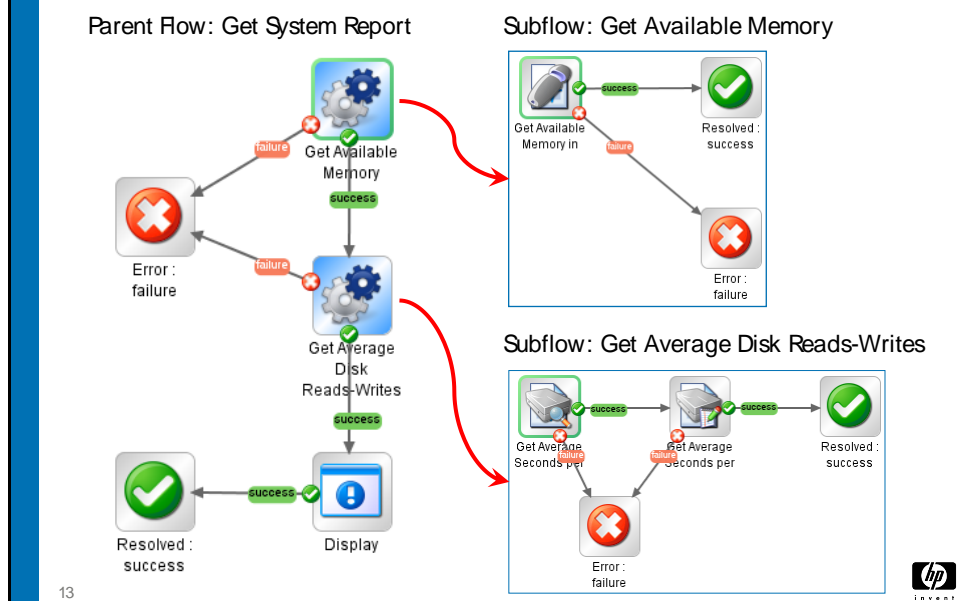 Parent Flow: Get System Report
failure
Get Available
Memory
success
Error :
failure
failure
Get Average
Disk
Reads-Writes
success
success
Resolved :
success
Display
Subflow: Get Available Memory
success
Get Available
Memory in
failure
Resolved :
success
Error :
failure
Subflow: Get Average Disk Reads-Writes
success
success
Get Average
Seconds per
failure
Get Average
Seconds per
failure
Resolved :
success
Error :
failure
13
hp
invent